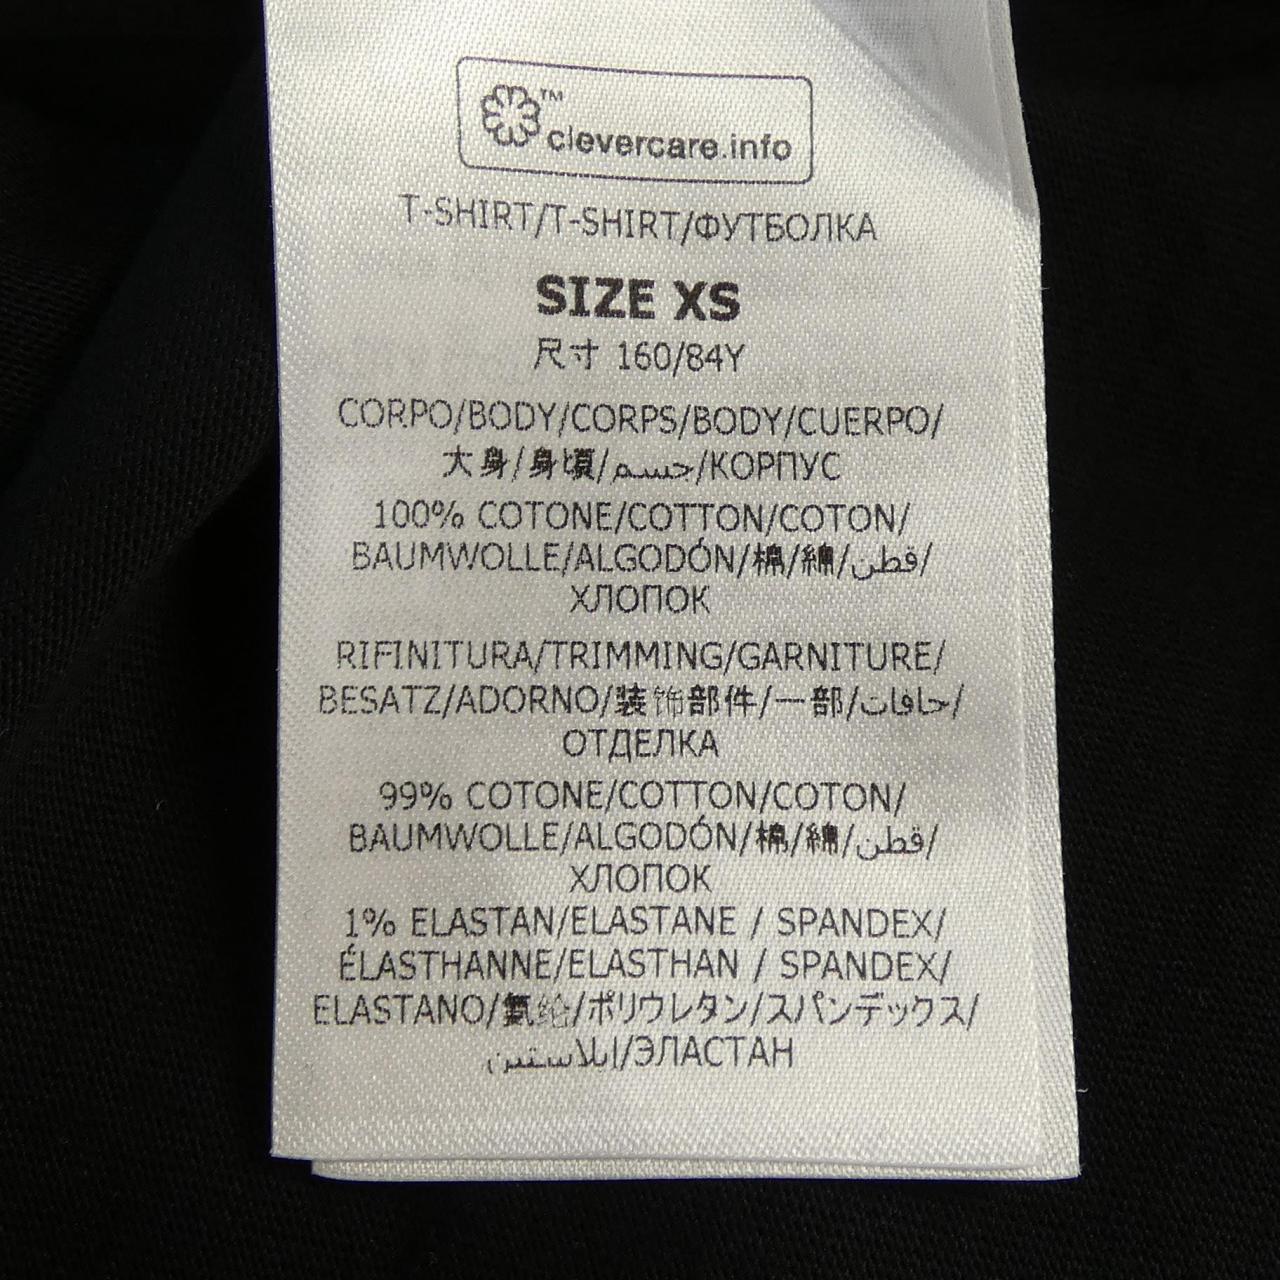 ™
clevercare.info
T-SHIRT/T-SHIRT/ФУТБОЛКА
SIZE XS
尺寸 160/84Y
CORPO/BODY/CORPS/BODY/CUERPO/
大身/身頃/جسم/КОРПУС
100% COTONE/COTTON/COTON/
BAUMWOLLE/ALGODÓN/棉/綿/قطن/
ХЛОПОК
RIFINITURA/TRIMMING/GARNITURE/
BESATZ/ADORNO/装饰部件/一部/حافات/
ОТДЕЛКА
99% COTONE/COTTON/COTON/
BAUMWOLLE/ALGODÓN/棉/綿/قطن/
ХЛОПОК
1% ELASTAN/ELASTANE / SPANDEX/
ÉLASTHANNE/ELASTHAN / SPANDEX/
ELASTANO/氨纶/ポリウレタン/スパンデックス/
ايلاستين/ЭЛАСТАН